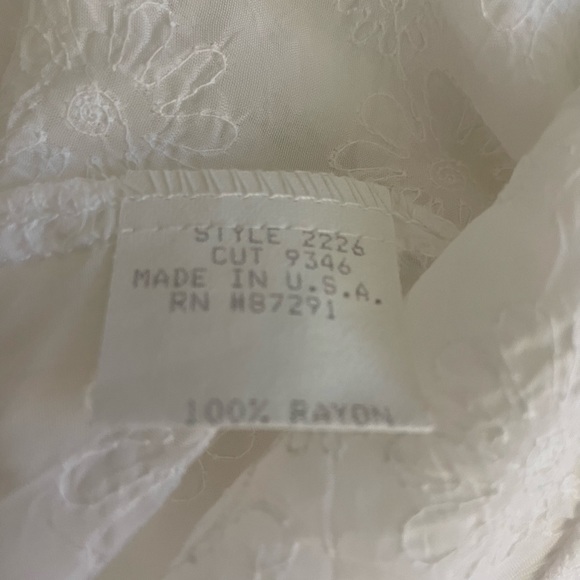 STYLE 2226
CUT 9346
MADE IN U.S.A.
RN #87291
100% RAYON